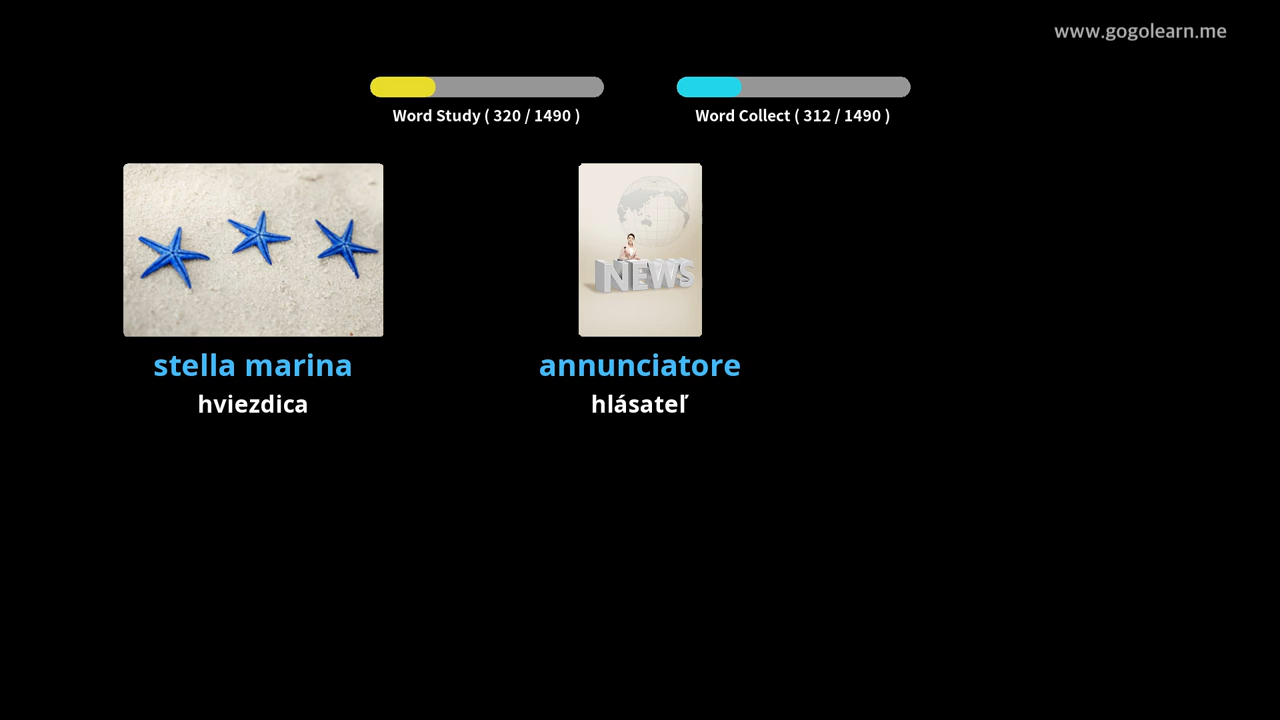 www.gogolearn.me
Word Study ( 320 / 1490 )
Word Collect ( 312 / 1490 )
NEWS
stella marina
annunciatore
hviezdica
hlásateľ